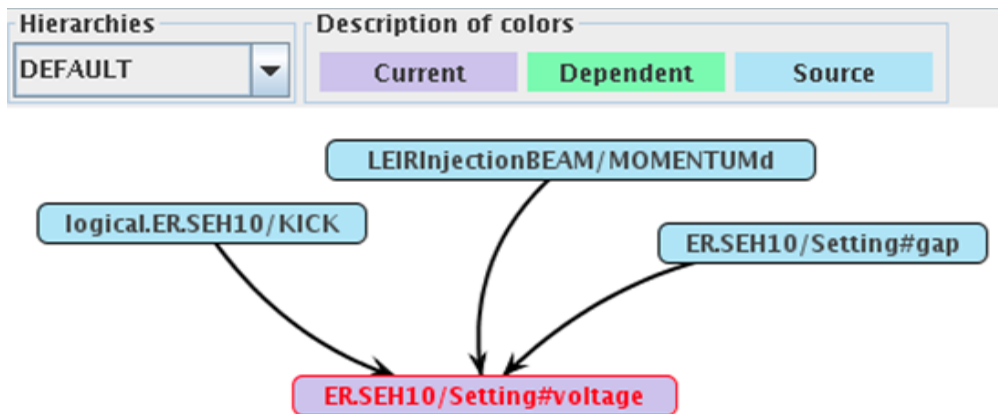 Hierarchies
Description of colors
DEFAULT
Current
Dependent
Source
LEIRInjectionBEAM/MOMENTUMd
logical.ER.SEH10/KICK
ER.SEH10/Setting#gap
ER.SEH10/Setting#voltage